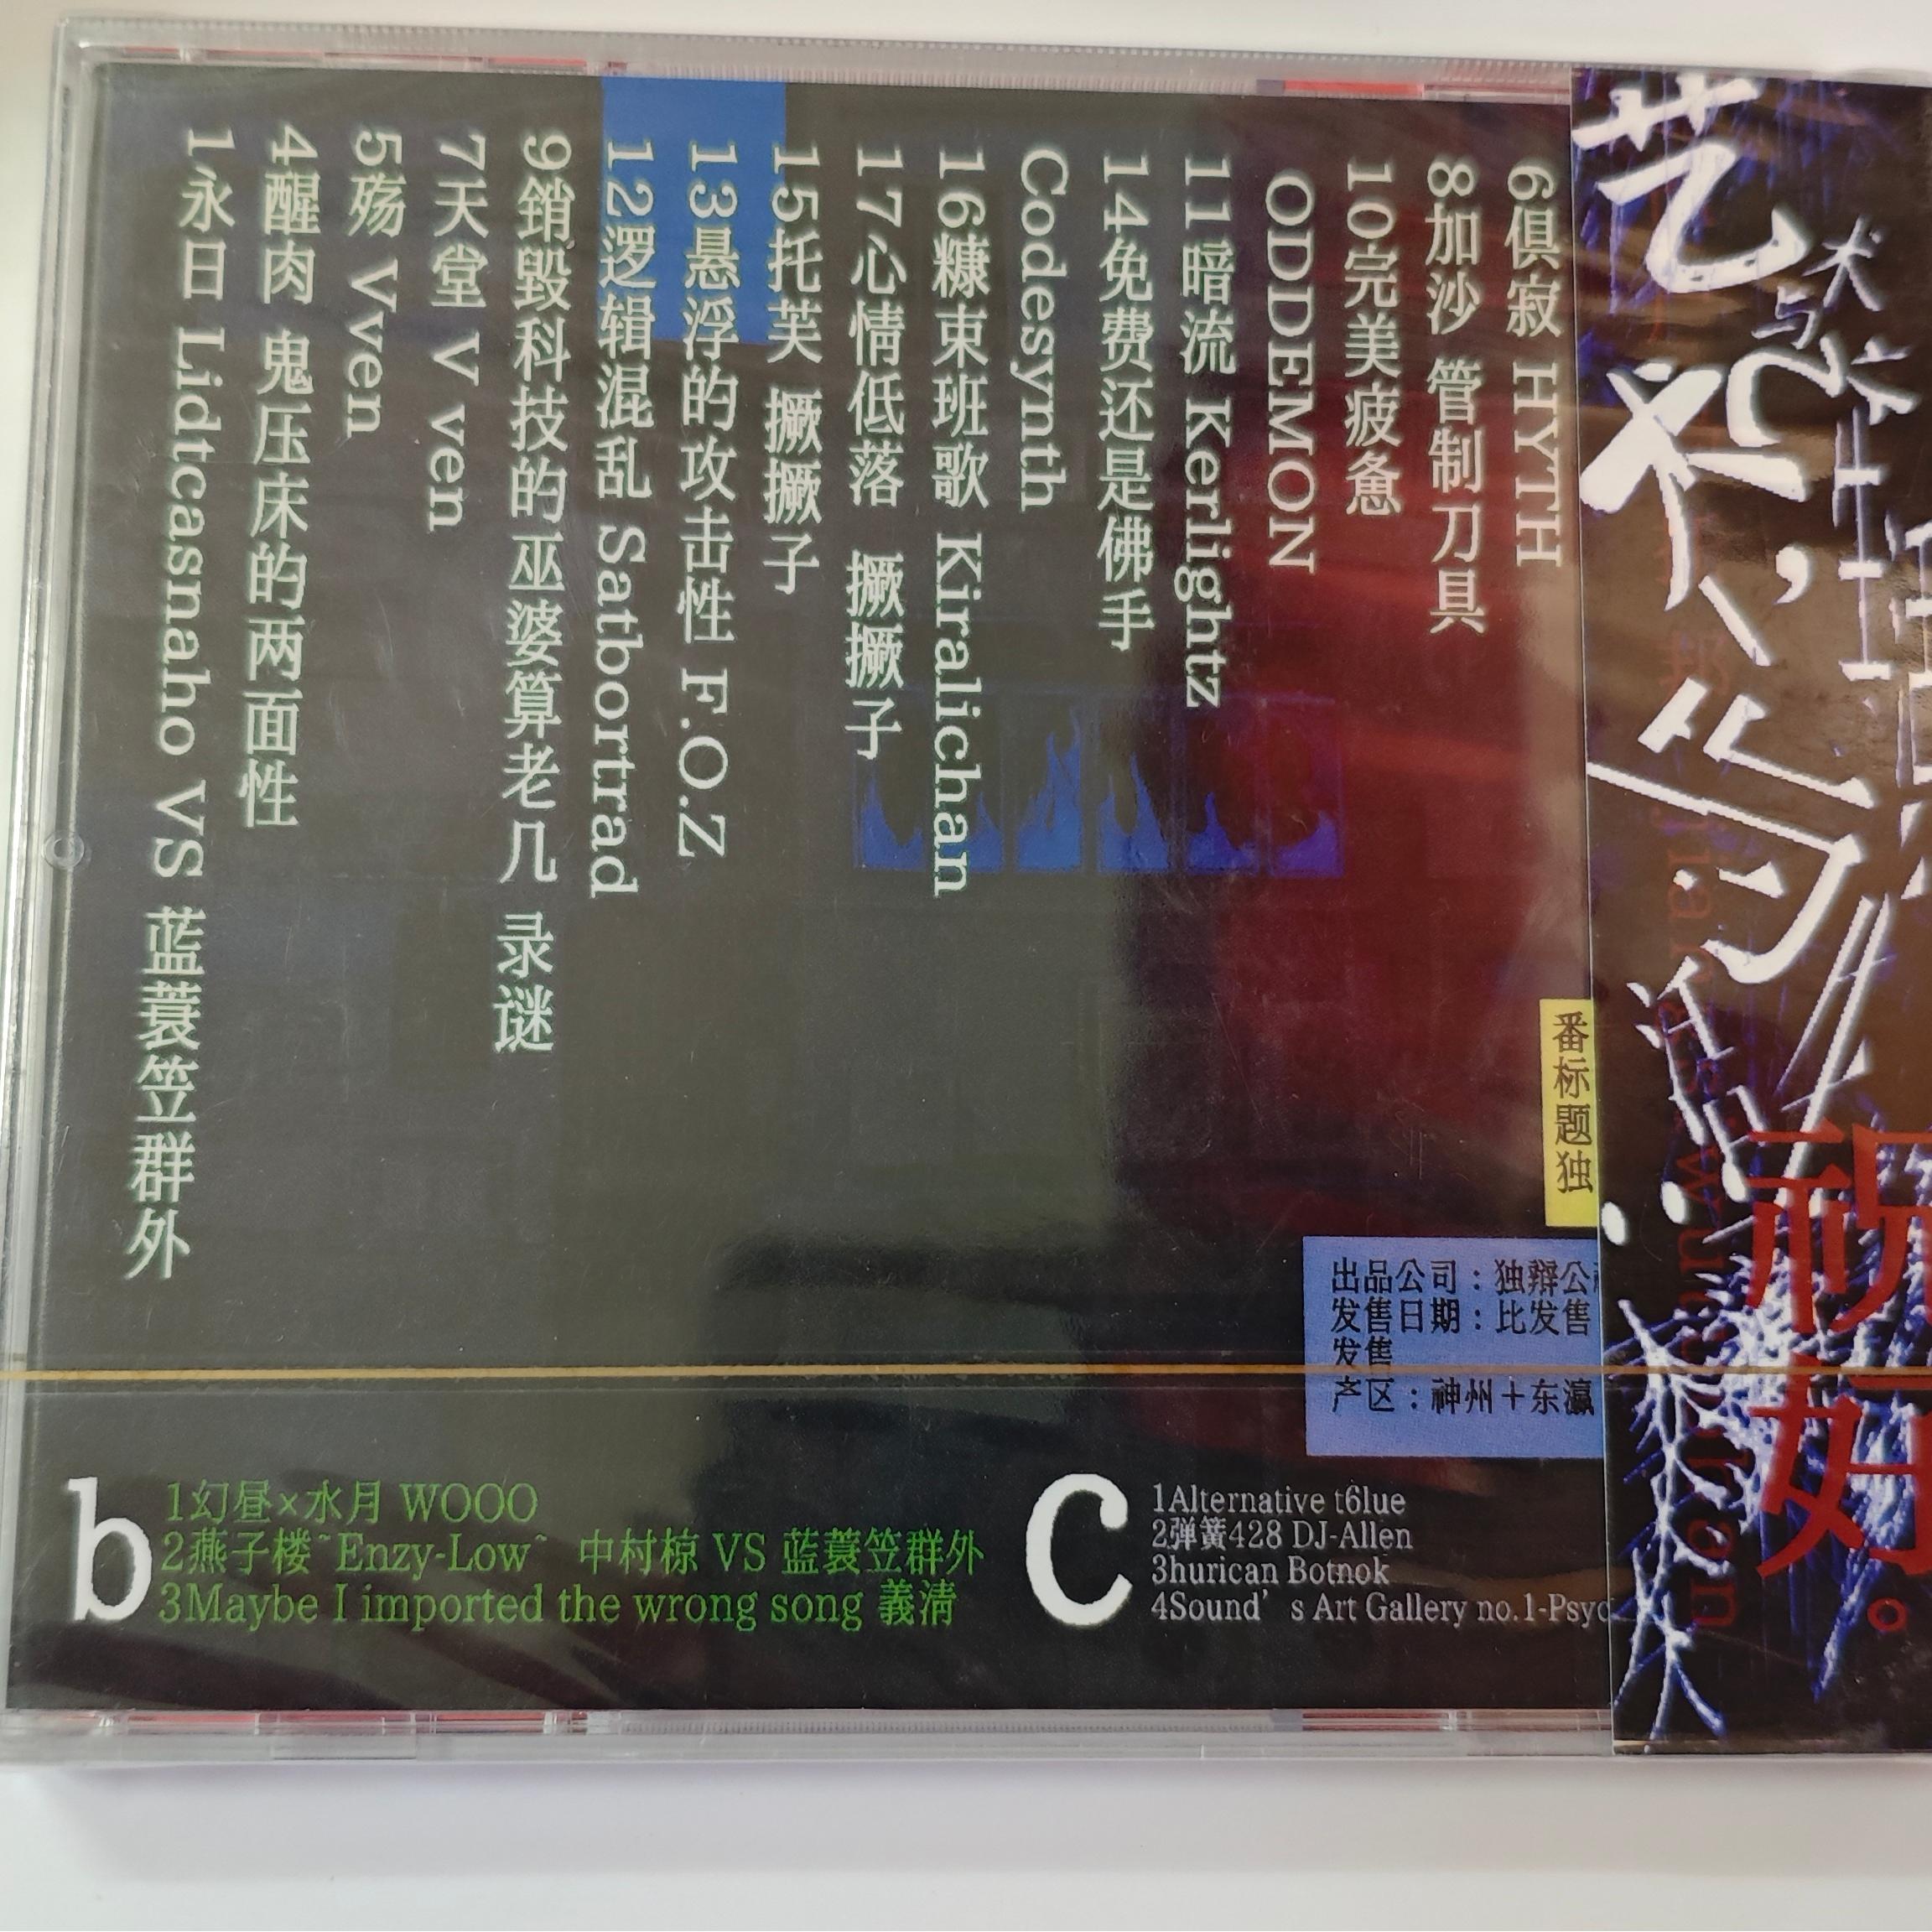 6俱寂 HYTH
8加沙 管制刀具
10完美疲惫
ODDEMON
11暗流 Kerlightz
14免费还是佛手
Codesynth
16糠束班歌 Kiralichan
17心情低落 撅撅子
15托芙 撅撅子
13悬浮的攻击性 F.O.Z
12逻辑混乱 Satbortrad
9銷毀科技的巫婆算老几 录谜
7天堂 V ven
5殇 Vven
4醒肉 鬼压床的两面性
1永日 Lidtcasnaho VS 蓝蓑笠群外
番标题独
出品公司：独辩公
发售日期：比发售
发售
产区：神州＋东瀛
b
1幻昼×水月 WOOO
2燕子楼~Enzy-Low~ 中村椋 VS 蓝蓑笠群外
3Maybe I imported the wrong song 義清
C
1Alternative t6lue
2弹簧428 DJ-Allen
3hurican Botnok
4Sound's Art Gallery no.1-Psyc